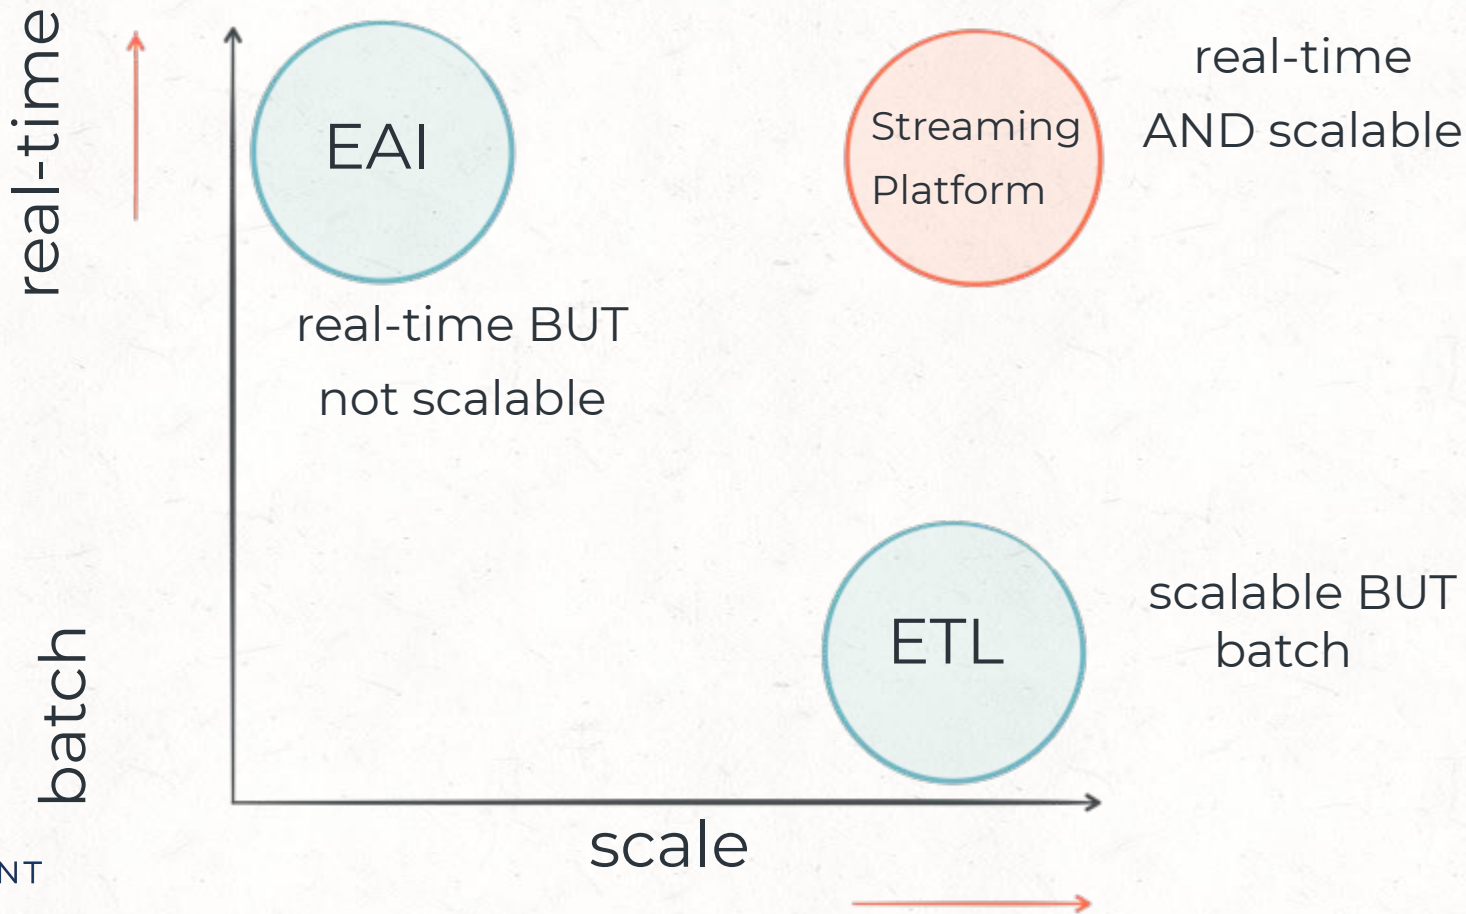 real-time
EAI
real-time BUT
not scalable
Streaming
Platform
real-time
AND scalable
ETL
scalable BUT
batch
batch
scale
NT